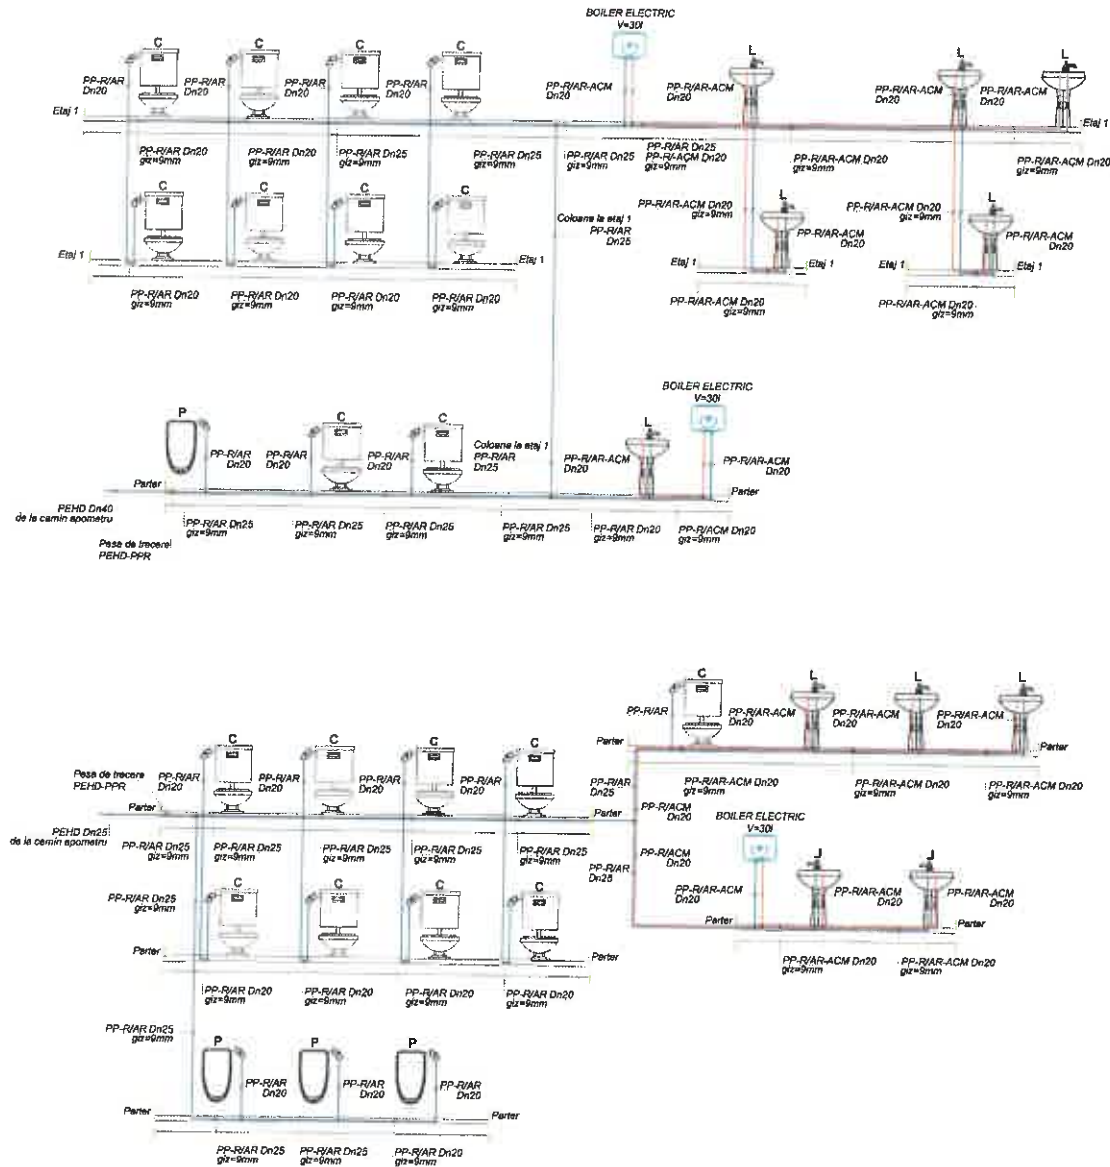 BOILER ELECTRIC
V=30l
C
C
C
C
L
L
L
PP-R/AR
Dn20
PP-R/AR
Dn20
PP-R/AR
Dn20
PP-R/AR
Dn20
PP-R/AR-ACM
Dn20
PP-R/AR-ACM
Dn20
PP-R/AR-ACM
Dn20
PP-R/AR-ACM
Dn20
Etaj 1
Etaj 1
PP-R/AR Dn20
giz=9mm
PP-R/AR Dn20
giz=9mm
PP-R/AR Dn25
giz=9mm
PP-R/AR Dn25
giz=9mm
PP-R/AR Dn25
giz=9mm
PP-R/AR Dn25
PP-R/ACM Dn20
giz=9mm
PP-R/AR-ACM Dn20
giz=9mm
PP-R/AR-ACM Dn20
giz=9mm
C
C
C
C
L
L
Coloana la etaj 1
PP-R/AR
Dn25
PP-R/AR-ACM Dn20
giz=9mm
PP-R/AR-ACM
Dn20
PP-R/AR-ACM Dn20
giz=9mm
PP-R/AR-ACM
Dn20
Etaj 1
Etaj 1
Etaj 1
Etaj 1
Etaj 1
Etaj 1
PP-R/AR Dn20
giz=9mm
PP-R/AR Dn20
giz=9mm
PP-R/AR Dn20
giz=9mm
PP-R/AR Dn20
giz=9mm
PP-R/AR-ACM Dn20
giz=9mm
PP-R/AR-ACM Dn20
giz=9mm
BOILER ELECTRIC
V=30l
P
C
C
L
PP-R/AR
Dn20
PP-R/AR
Dn20
PP-R/AR
Dn20
Coloana la etaj 1
PP-R/AR
Dn25
PP-R/AR-ACM
Dn20
PP-R/AR-ACM
Dn20
Parter
Parter
PEHD Dn40
de la camin apometru
PP-R/AR Dn25
giz=9mm
PP-R/AR Dn25
giz=9mm
PP-R/AR Dn25
giz=9mm
PP-R/AR Dn25
giz=9mm
PP-R/AR Dn20
giz=9mm
PP-R/ACM Dn20
giz=9mm
Pesa de trecere
PEHD-PPR
C
L
L
L
PP-R/AR
PP-R/AR-ACM
Dn20
PP-R/AR-ACM
Dn20
PP-R/AR-ACM
Dn20
Parter
Parter
C
C
C
C
Pesa de trecere
PEHD-PPR
PP-R/AR
Dn20
PP-R/AR
Dn20
PP-R/AR
Dn20
PP-R/AR
Dn20
PP-R/AR
Dn25
PP-R/AR-ACM Dn20
giz=9mm
PP-R/AR-ACM Dn20
giz=9mm
PP-R/AR-ACM Dn20
giz=9mm
Parter
Parter
PP-R/ACM
Dn20
BOILER ELECTRIC
V=30l
PEHD Dn25
de la camin apometru
PP-R/AR Dn25
giz=9mm
PP-R/AR Dn25
giz=9mm
PP-R/AR Dn25
giz=9mm
PP-R/AR Dn25
giz=9mm
PP-R/AR Dn25
giz=9mm
PP-R/ACM
Dn20
PP-R/AR
Dn25
PP-R/AR Dn25
giz=9mm
C
C
C
C
PP-R/AR-ACM
Dn20
PP-R/AR-ACM
Dn20
PP-R/AR-ACM
Dn20
Parter
Parter
Parter
Parter
PP-R/AR-ACM Dn20
giz=9mm
PP-R/AR-ACM Dn20
giz=9mm
PP-R/AR Dn20
giz=9mm
PP-R/AR Dn20
giz=9mm
PP-R/AR Dn20
giz=9mm
PP-R/AR Dn20
giz=9mm
PP-R/AR Dn25
giz=9mm
P
P
P
PP-R/AR
Dn20
PP-R/AR
Dn20
PP-R/AR
Dn20
Parter
Parter
PP-R/AR Dn25
giz=9mm
PP-R/AR Dn25
giz=9mm
PP-R/AR Dn20
giz=9mm